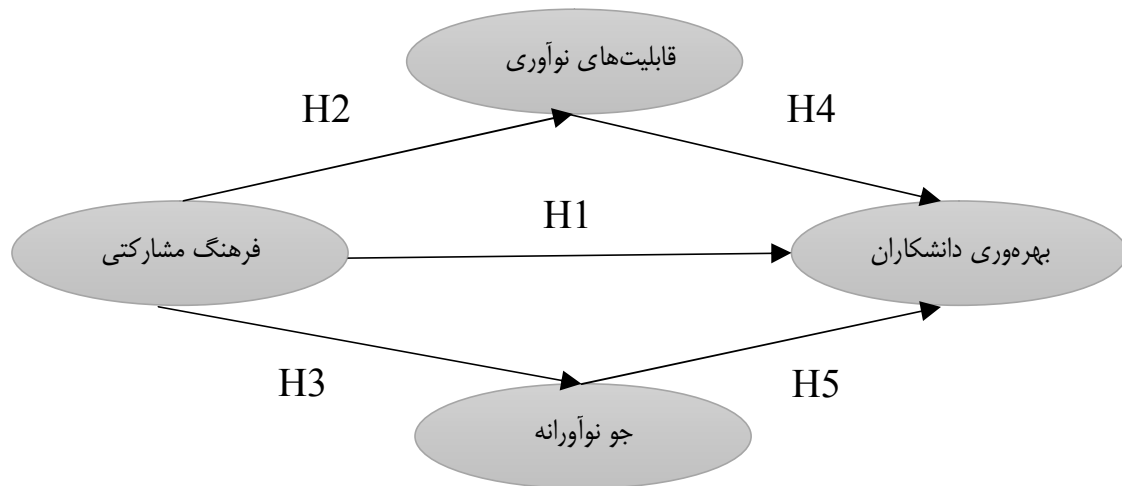 قابلیت‌های نوآوری
H2
H4
H1
فرهنگ مشارکتی
بهره‌وری دانشکاران
H3
H5
جو نوآورانه